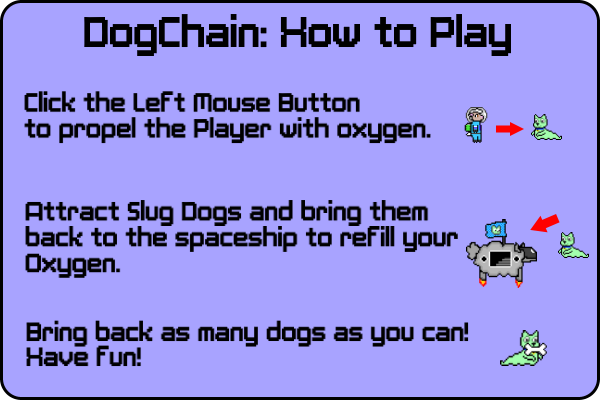 DogChain: How to Play
Click the Left Mouse Button
to propel the Player with oxygen.
Attract Slug Dogs and bring them
back to the spaceship to refill your
Oxygen.
Bring back as many dogs as you can!
Have fun!